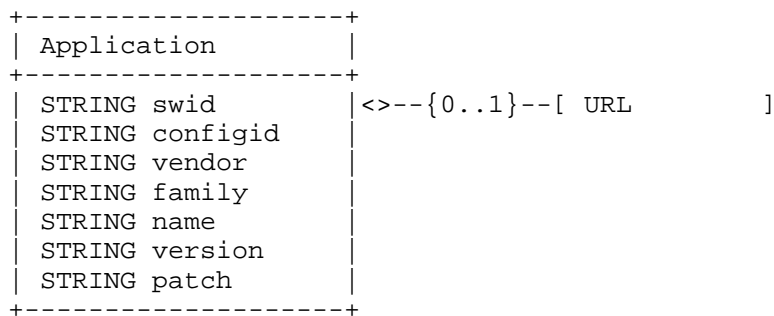 +--------------------+
| Application        |
+--------------------+
| STRING swid        |<>--{0..1}--[ URL        ]
| STRING configid    |
| STRING vendor      |
| STRING family      |
| STRING name        |
| STRING version     |
| STRING patch       |
+--------------------+